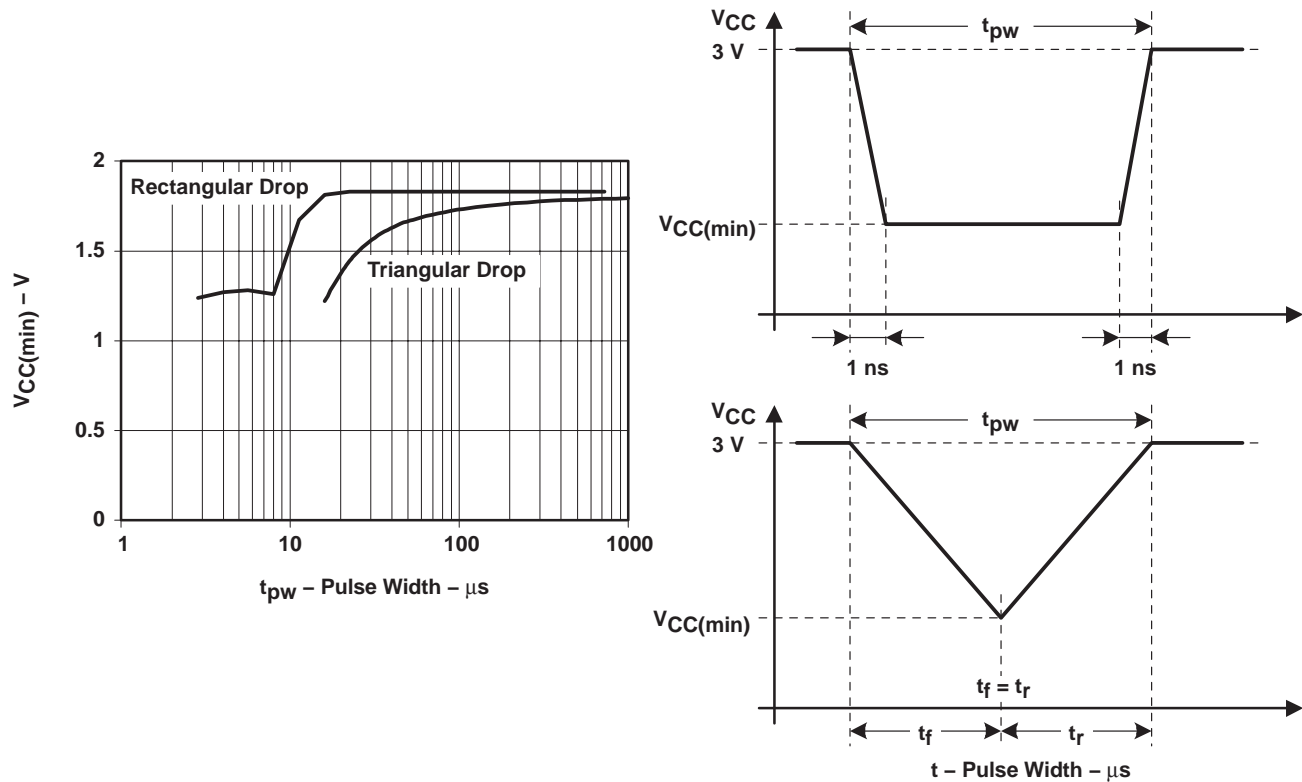 2
1.5
1
0.5
0
VCC(min) – V
Rectangular Drop
Triangular Drop
1
10
100
1000
tpw – Pulse Width – μs
VCC
3 V
tpw
VCC(min)
1 ns
1 ns
VCC
3 V
tpw
VCC(min)
tf = tr
tf
tr
t – Pulse Width – μs